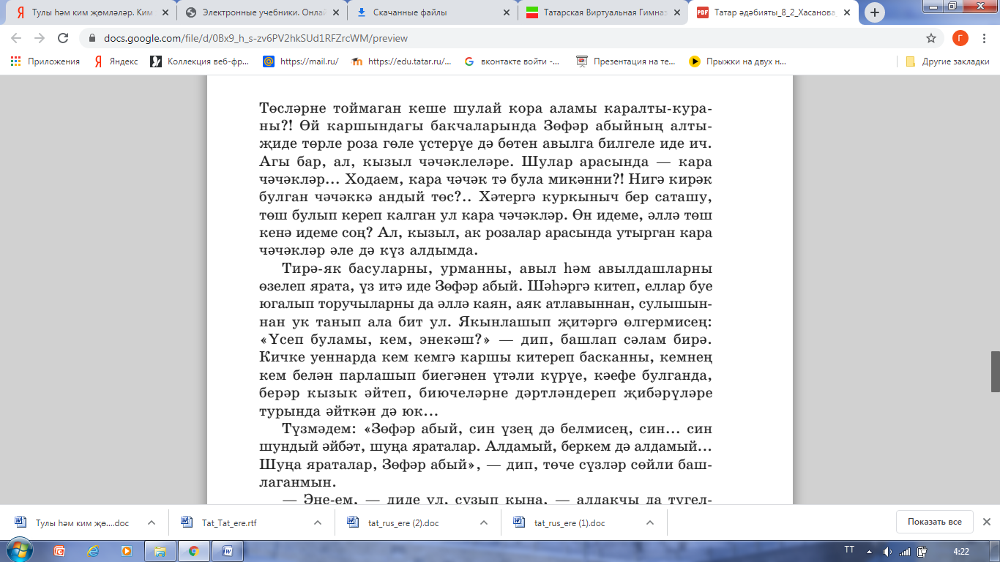 Тулы һәм ким җөмләләр. Ким
Электронные учебники. Онлай
Скачанные файлы
Татарская Виртуальная Гимназ
Татар әдәбияты_8_2_Хасанова
docs.google.com/file/d/0Bx9_h_s-zv6PV2hkSUd1RFZrcWM/preview
Г
Приложения
Яндекс
Коллекция веб-фр...
https://mail.ru/
https://edu.tatar.ru/...
вконтакте войти -...
Презентация на те...
Прыжки на двух н...
Другие закладки
Төсләрне тоймаган кеше шулай кора аламы каралты-кура-
ны?! Өй каршындагы бакчаларында Зөфәр абыйның алты-
җиде төрле роза гөле үстерүе дә бөтен авылга билгеле иде ич.
Агы бар, ал, кызыл чәчәклеләре. Шулар арасында — кара
чәчәкләр... Ходаем, кара чәчәк тә була микәнни?! Нигә кирәк
булган чәчәккә андый төс?.. Хәтергә куркыныч бер саташу,
төш булып кереп калган ул кара чәчәкләр. Өн идеме, әллә төш
кенә идеме соң? Ал, кызыл, ак розалар арасында утырган кара
чәчәкләр әле дә күз алдымда.
Тирә-як басуларны, урманны, авыл һәм авылдашларны
өзелеп ярата, үз итә иде Зөфәр абый. Шәһәргә китеп, еллар буе
югалып торучыларны да әллә каян, аяк атлавыннан, сулышын-
нан ук танып ала бит ул. Якынлашып җитәргә өлгермисең:
«Үсеп буламы, кем, энекәш?» — дип, башлап сәлам бирә.
Кичке уеннарда кем кемгә каршы китереп басканны, кемнең
кем белән парлашып биегәнен үтәли күрүе, кәефе булганда,
берәр кызык әйтеп, биючеләрне дәртләндереп җибәрүләре
турында әйткән дә юк...
Түзмәдем: «Зөфәр абый, син үзең дә белмисең, син... син
шундый әйбәт, шуңа яраталар. Алдамый, беркем дә алдамый...
Шуңа яраталар, Зөфәр абый», — дип, төче сүзләр сөйли баш-
лаганмын.
— Эне-ем, — диде ул, сузып кына, — алдакчы да түгел-
Тулы һәм ким җө....doc
Tat_Tat_ere.rtf
tat_rus_ere (2).doc
tat_rus_ere (1).doc
Показать все
TT
4:22